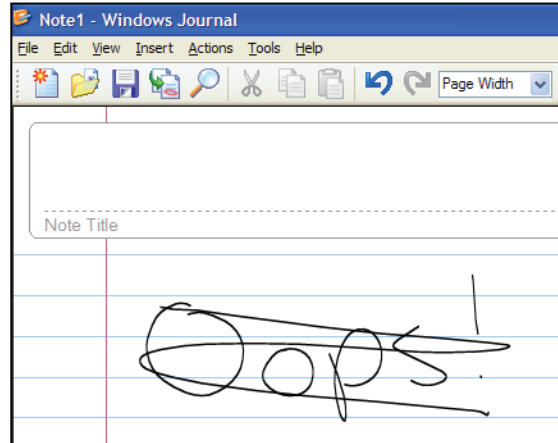 Note1 - Windows Journal
File Edit View Insert Actions Tools Help
Page Width
Note Title
Oops!